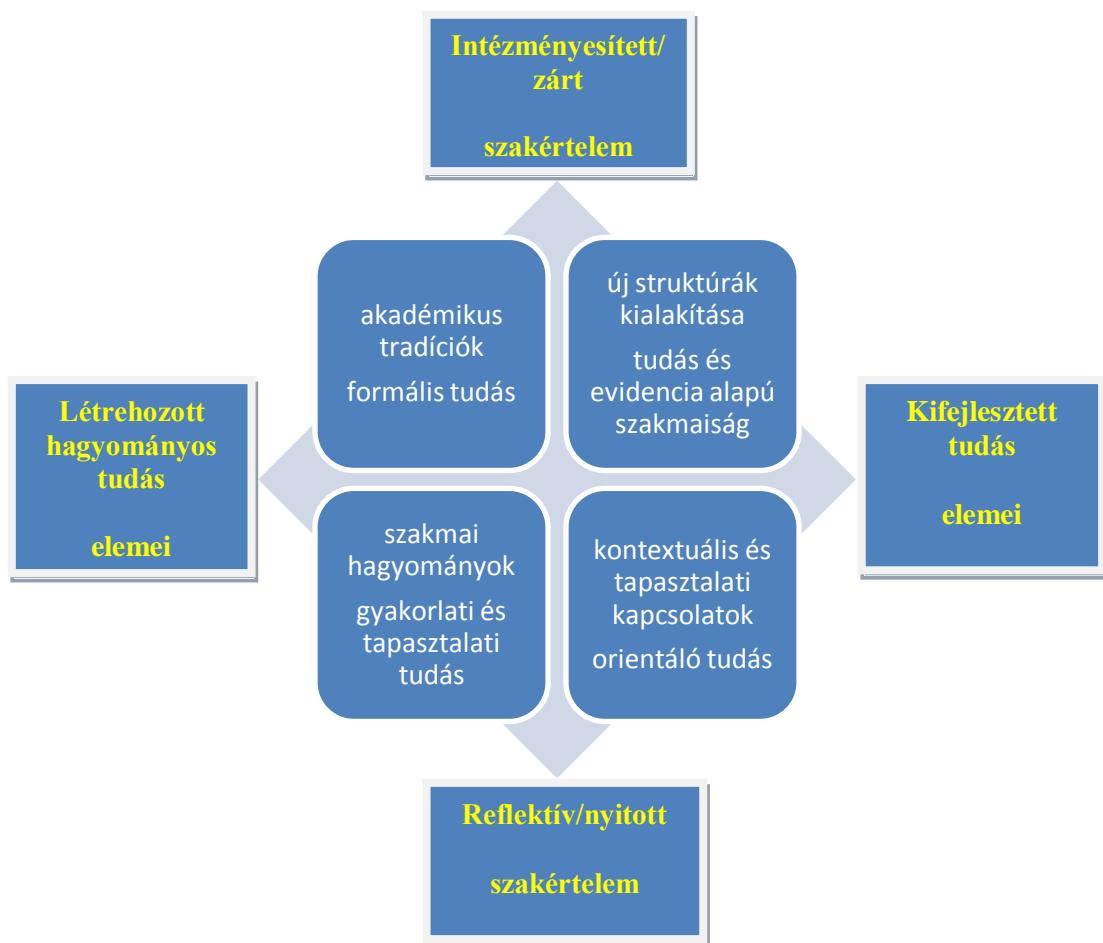 Intézményesített/
zárt
szakértelem
akadémikus
tradíciók
formális tudás
új struktúrák
kialakítása
tudás és
evidencia alapú
szakmaiság
Létrehozott
hagyományos
tudás
elemei
Kifejlesztett
tudás
elemei
szakmai
hagyományok
gyakorlati és
tapasztalati
tudás
kontextuális és
tapasztalati
kapcsolatok
orientáló tudás
Reflektív/nyitott
szakértelem